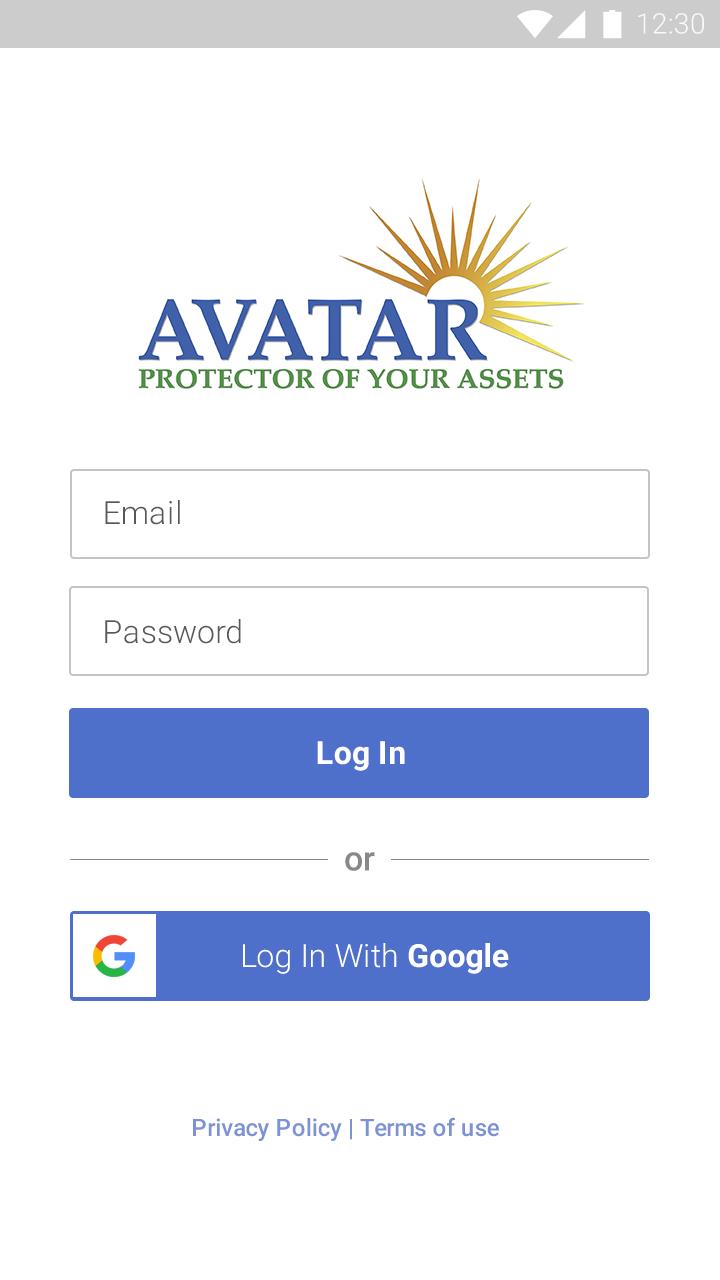 12:30
AVATAR
PROTECTOR OF YOUR ASSETS
Email
Password
Log In
or
Log In With Google
Privacy Policy | Terms of use